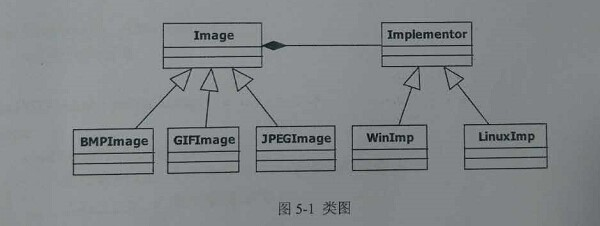 Image
Implementor
BMPImage
GIFImage
JPEGImage
WinImp
LinuxImp
图 5-1 类图